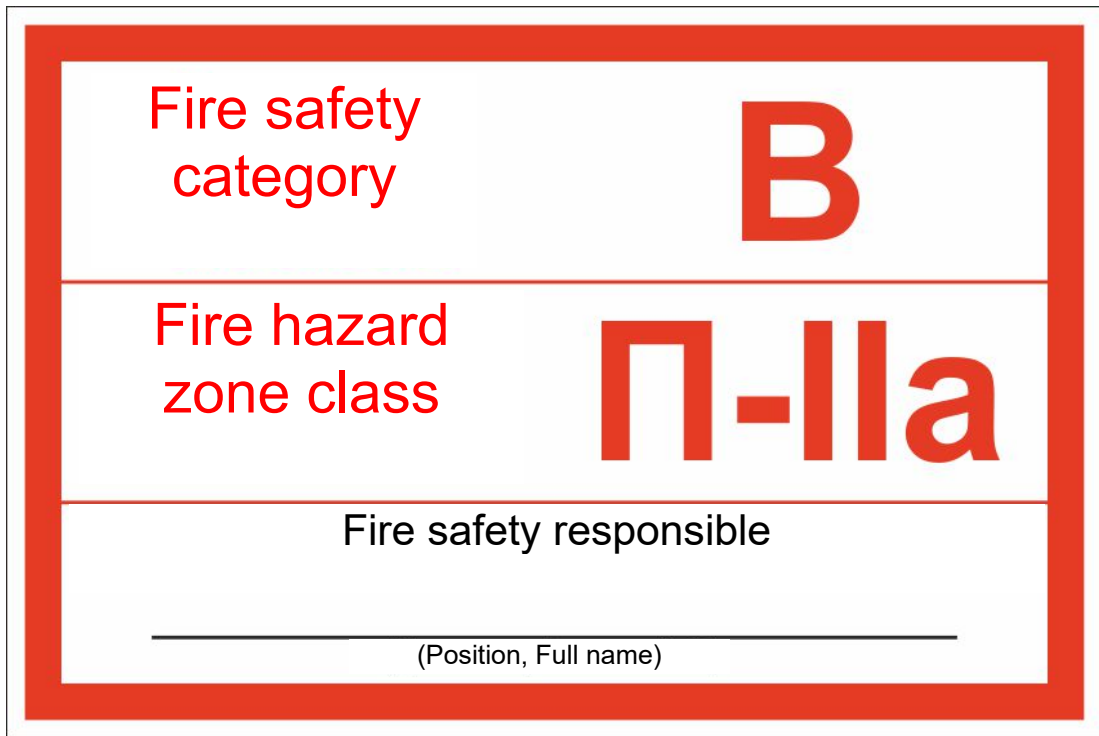 Fire safety
category
В
Fire hazard
zone class
П-IIa
Fire safety responsible
(Position, Full name)